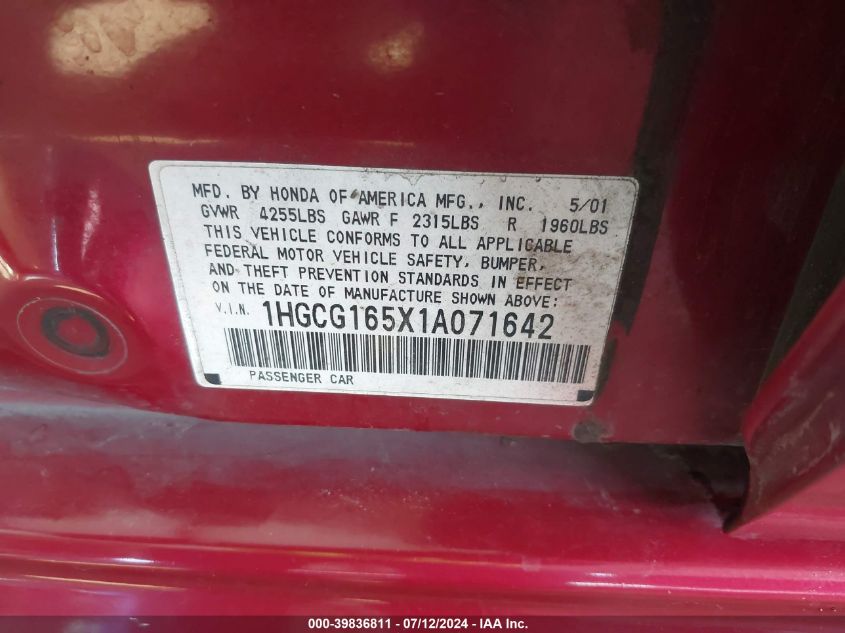 MFD. BY HONDA OF AMERICA MFG., INC. 5/01
GVWR 4255LBS GAWR F 2315LBS R 1960LBS
THIS VEHICLE CONFORMS TO ALL APPLICABLE
FEDERAL MOTOR VEHICLE SAFETY, BUMPER,
AND THEFT PREVENTION STANDARDS IN EFFECT
ON THE DATE OF MANUFACTURE SHOWN ABOVE:
V.I.N. 1HGCG165X1A071642
PASSENGER CAR
000-39836811 - 07/12/2024 - IAA Inc.